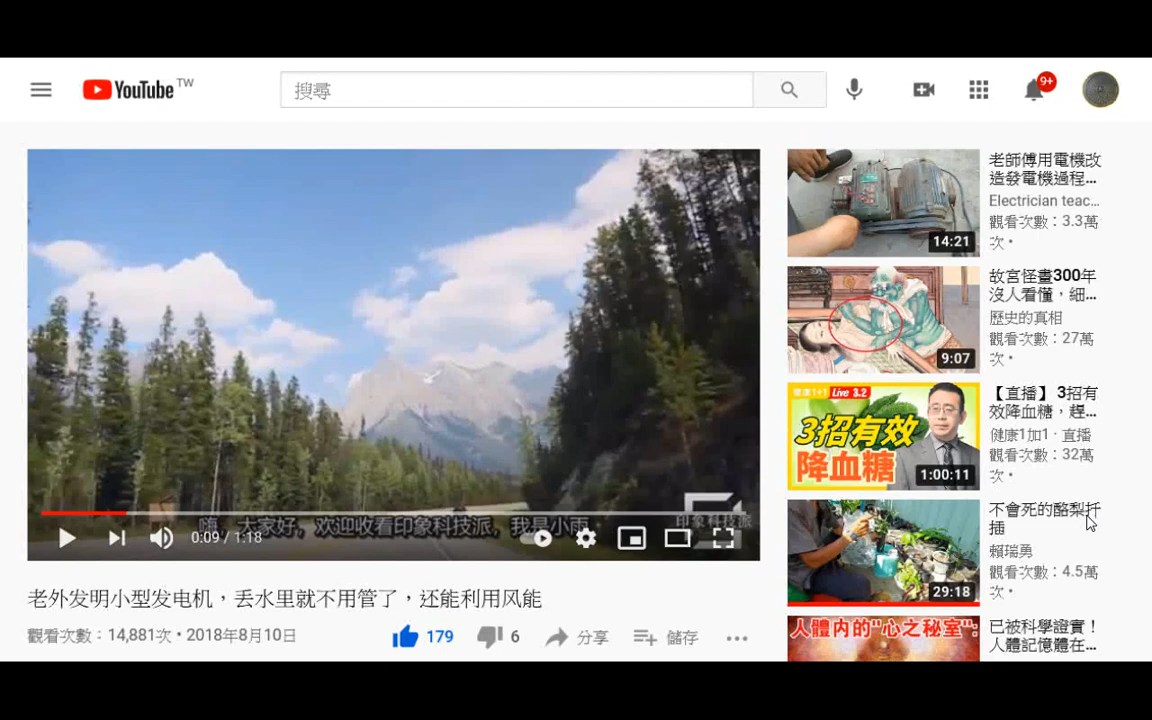 YouTube TW
搜尋
9+
嗨，大家好，欢迎收看印象科技派，我是小雨
印象科技派
0:09 / 1:18
老外发明小型发电机，丢水里就不用管了，还能利用风能
觀看次數：14,881次 • 2018年8月10日
179
6
分享
儲存
14:21
老師傅用電機改
造發電機過程...
Electrician teac...
觀看次數：3.3萬
次 •
9:07
故宮怪畫300年
沒人看懂，細...
歷史的真相
觀看次數：27萬
次 •
健康1+1 Live 3.2
3招有效
降血糖
1:00:11
【直播】 3招有
效降血糖，趕...
健康1加1 · 直播
觀看次數：32萬
次 •
29:18
不會死的酪梨扦
插
賴瑞勇
觀看次數：4.5萬
次 •
人體内的"心之秘室":
已被科學證實！
人體記憶體在...